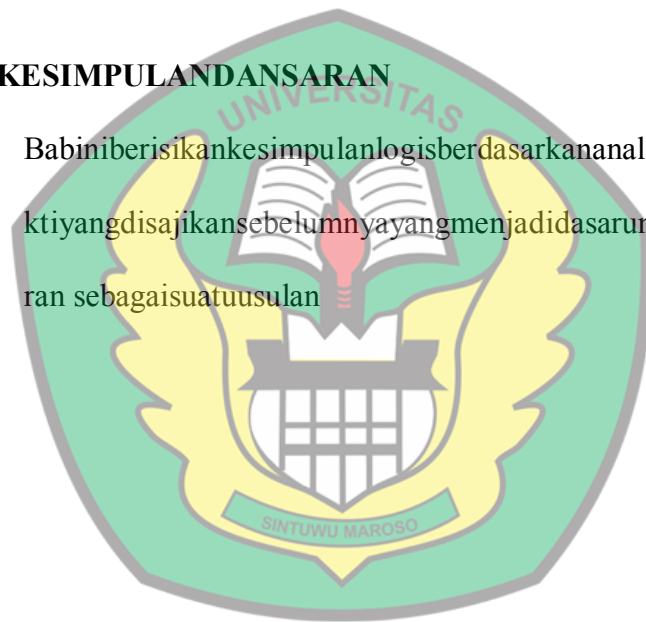 KESIMPULANDANSARAN
UNIVERSITAS
Babiniberisikankesimpulanlogisberdasarkananal
ktiyangdisajikansebelumnyayangmenjadidasarun
ran sebagaisuatuusulan
SINTUWU MAROSO